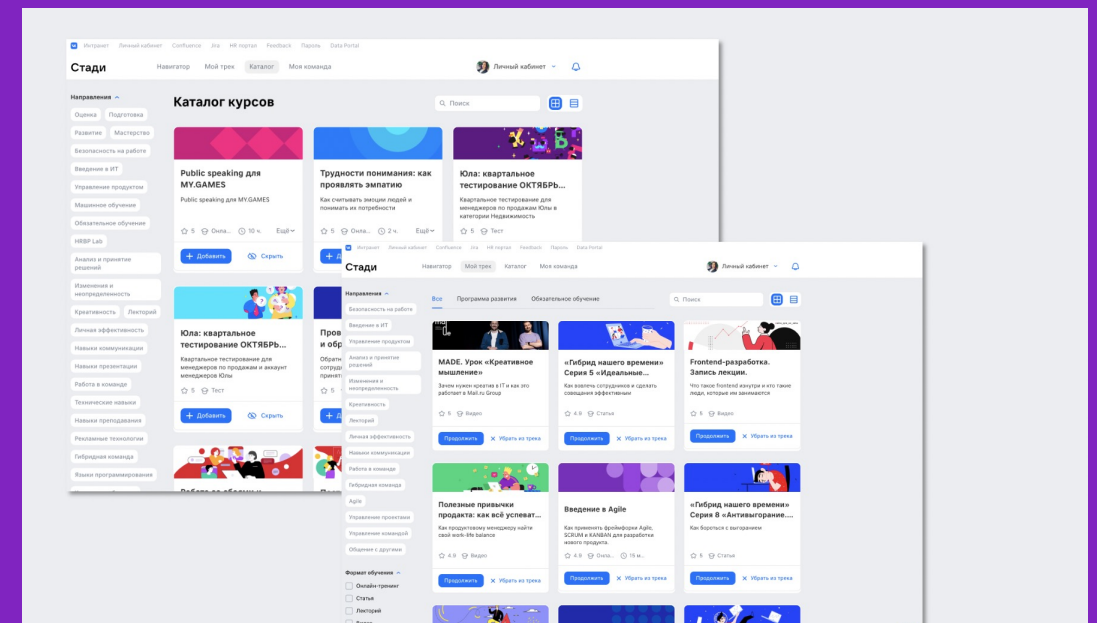 Интранет Личный кабинет Confluence Jira HR портал Feedback Пароль Data Portal
Стади
Навигатор Мой трек Каталог Моя команда
Личный кабинет
Направления
Оценка Подготовка
Развитие Мастерство
Безопасность на работе
Введение в ИТ
Управление продуктом
Машинное обучение
Обязательное обучение
HRBP Lab
Анализ и принятие
решений
Изменения и
неопределенность
Креативность Лекторий
Личная эффективность
Навыки коммуникации
Навыки презентации
Работа в команде
Технические навыки
Навыки преподавания
Рекламные технологии
Гибридная команда
Языки программирования
Каталог курсов
Поиск
Public speaking для
MY.GAMES
Public speaking для MY.GAMES
5 Онла... 10 ч. Ещё
+ Добавить Скрыть
Трудности понимания: как
проявлять эмпатию
Как считывать эмоции людей и
понимать их потребности
5 Онла... 2 ч. Ещё
Юла: квартальное
тестирование ОКТЯБРЬ...
Квартальное тестирование для
менеджеров по продажам Юлы в
категории Недвижимость
5 Тест
Юла: квартальное
тестирование ОКТЯБРЬ...
Квартальное тестирование для
менеджеров по продажам и аккаунт
менеджеров Юлы
5 Тест
+ Добавить Скрыть
Интранет Личный кабинет Confluence Jira HR портал Feedback Пароль Data Portal
Стади
Навигатор Мой трек Каталог Моя команда
Личный кабинет
Направления
Безопасность на работе
Введение в ИТ
Управление продуктом
Анализ и принятие
решений
Изменения и
неопределенность
Креативность
Лекторий
Личная эффективность
Навыки коммуникации
Работа в команде
Гибридная команда
Agile
Управление проектами
Управление командой
Общение с другими
Формат обучения
Онлайн-тренинг
Статья
Лекторий
Все Программа развития Обязательное обучение
Поиск
MADE. Урок «Креативное
мышление»
Зачем нужен креатив в IT и как это
работает в Mail.ru Group
5 Видео
Продолжить Убрать из трека
«Гибрид нашего времени»
Серия 5 «Идеальные...
Как вовлечь сотрудников и сделать
совещания эффективным
4.8 Статья
Продолжить Убрать из трека
Frontend-разработка.
Запись лекции.
Что такое frontend изнутри и кто такие
люди, которые им занимаются
5 Видео
Продолжить Убрать из трека
Полезные привычки
продакта: как всё успеват...
Как продуктовому менеджеру найти
свой work-life balance
4.9 Видео
Продолжить Убрать из трека
Введение в Agile
Как применить фреймфорки Agile,
SCRUM и KANBAN для разработки
нового продукта.
4.8 Онла... 19 м...
Продолжить Убрать из трека
«Гибрид нашего времени»
Серия 8 «Антивыгорание....
Как бороться с выгоранием
5 Статья
Продолжить Убрать из трека